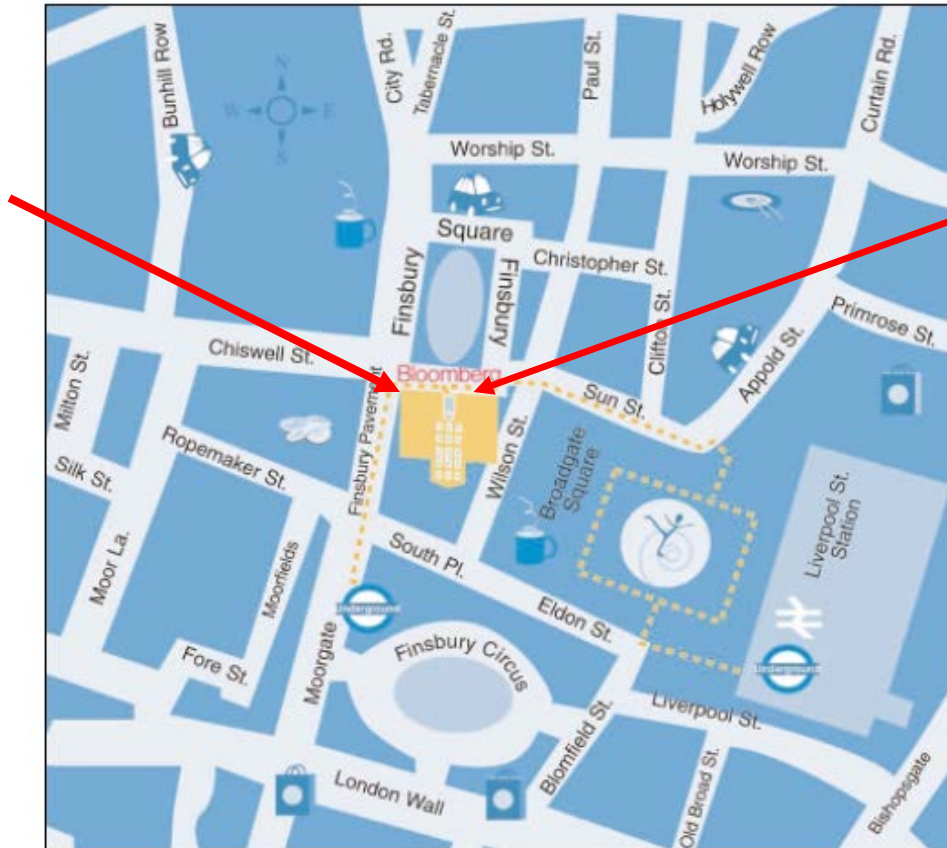 Bunhill Row
City Rd.
Tabernacle St.
Paul St.
Holywell Row
Curtain Rd.
N
W
E
S
Worship St.
Worship St.
Square
Finsbury
Finsbury
Christopher St.
Clifton St.
Primrose St.
Appold St.
Chiswell St.
Milton St.
Bloomberg
Sun St.
Finsbury Pavement
Wilson St.
Ropemaker St.
Silk St.
Broadgate
Square
Liverpool St.
Station
Moor La.
Moorfields
South Pl.
Eldon St.
Underground
Fore St.
Moorgate
Finsbury Circus
Underground
Liverpool St.
Blomfield St.
Old Broad St.
London Wall
Bishopsgate